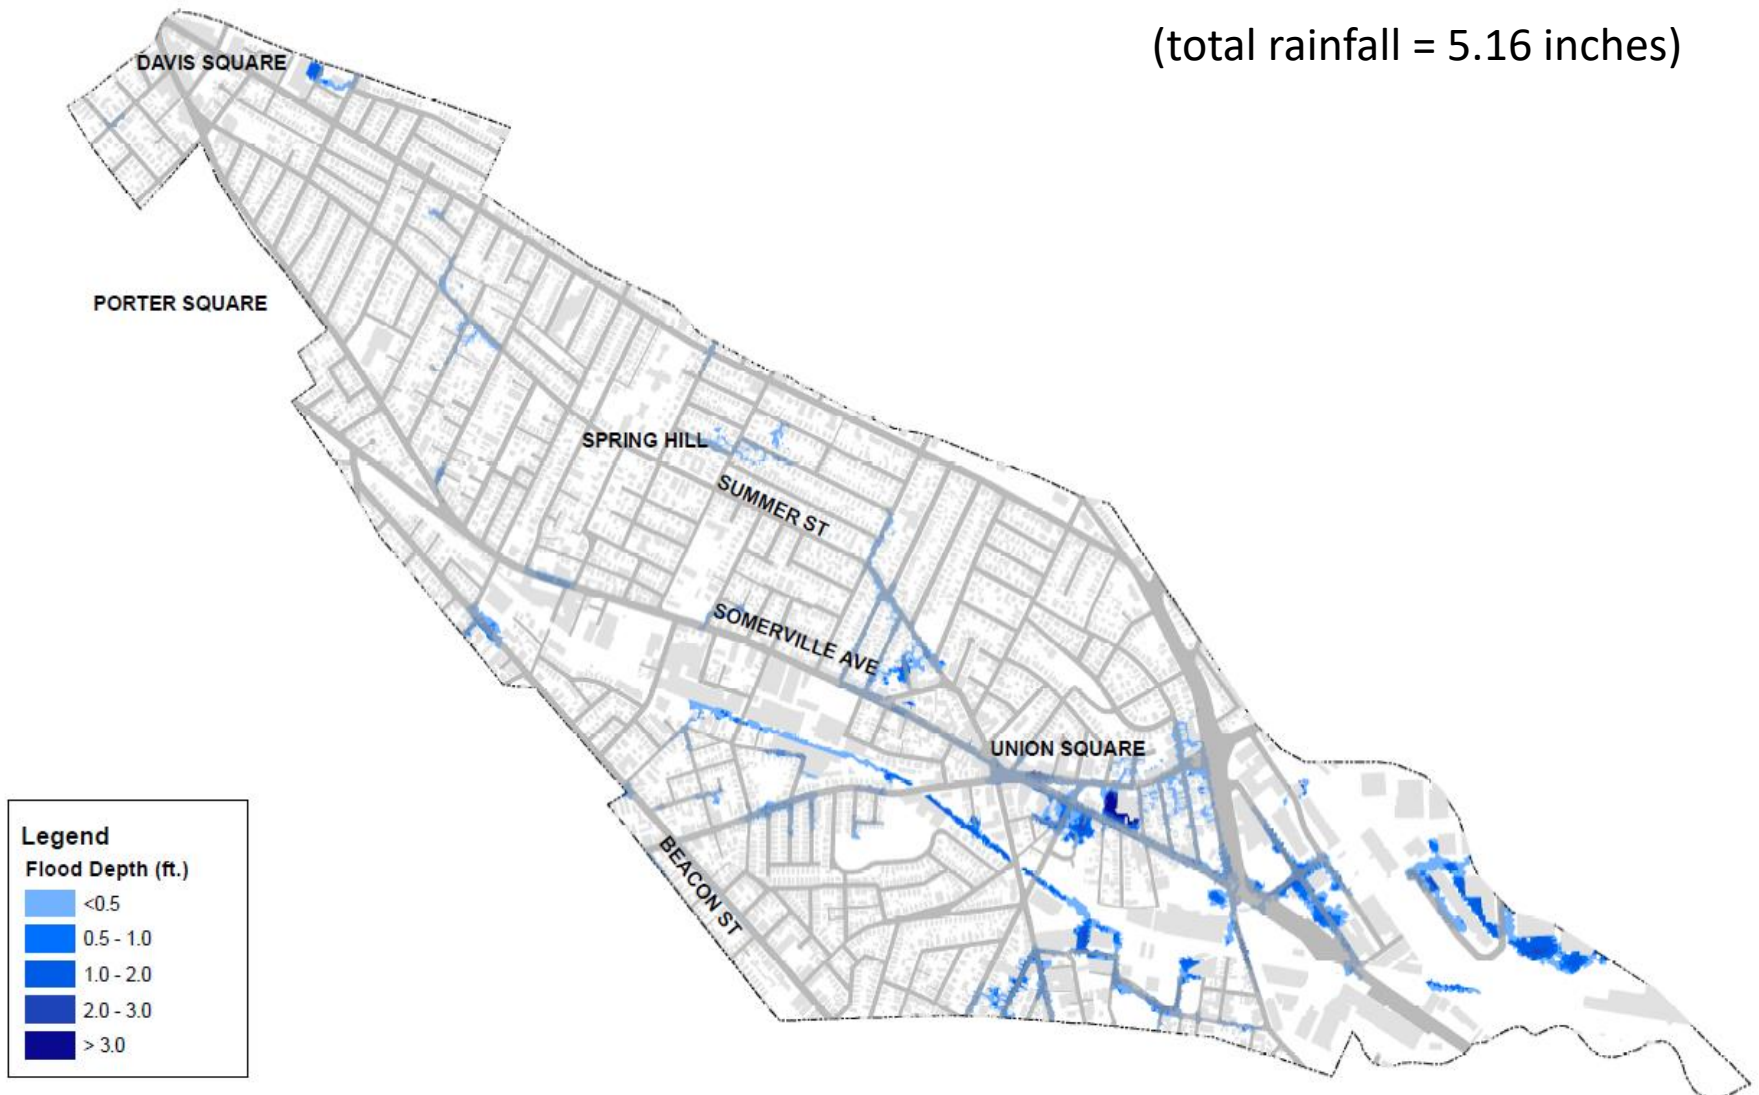 (total rainfall = 5.16 inches)
DAVIS SQUARE
PORTER SQUARE
SPRING HILL
SUMMER ST
SOMERVILLE AVE
UNION SQUARE
BEACON ST
Legend
Flood Depth (ft.)
<0.5
0.5 - 1.0
1.0 - 2.0
2.0 - 3.0
> 3.0